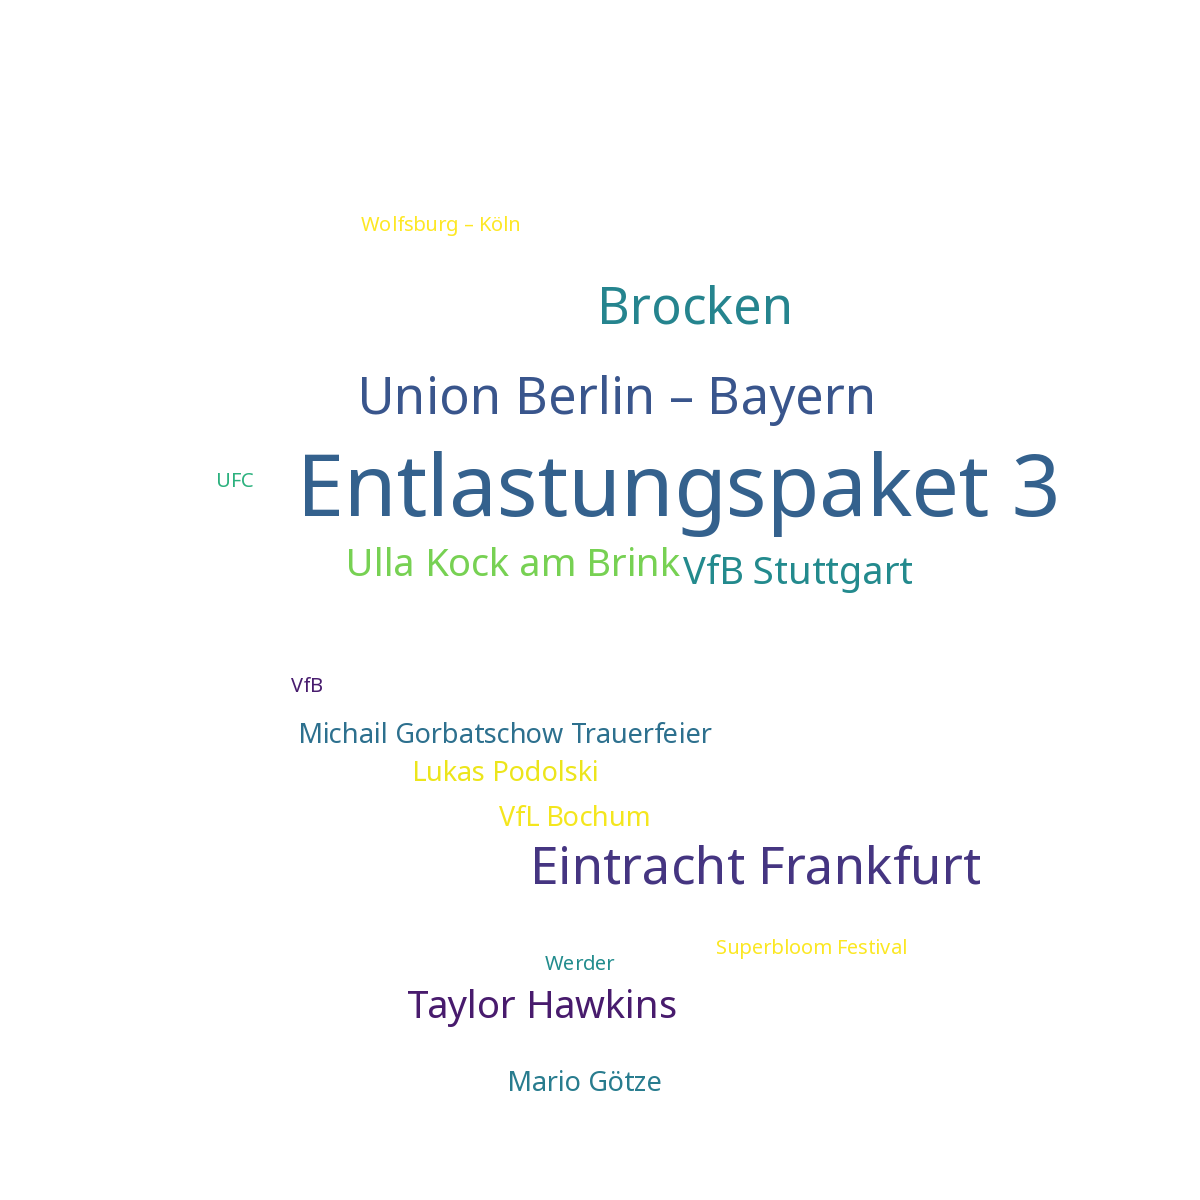 Wolfsburg – Köln
Brocken
Union Berlin – Bayern
Entlastungspaket 3
UFC
Ulla Kock am Brink
VfB Stuttgart
VfB
Michail Gorbatschow Trauerfeier
Lukas Podolski
VfL Bochum
Eintracht Frankfurt
Superbloom Festival
Werder
Taylor Hawkins
Mario Götze